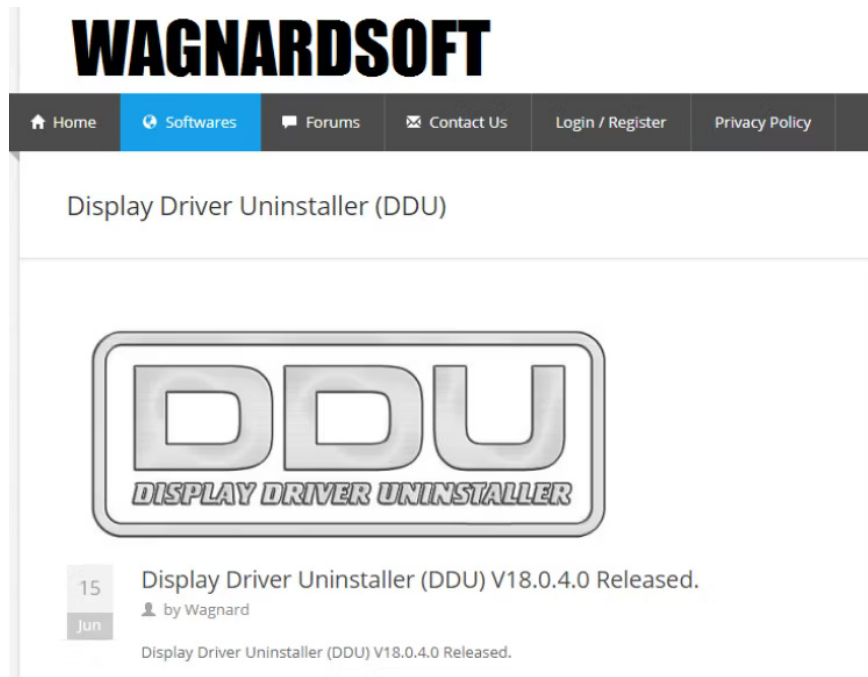 WAGNARDSOFT
Home Softwares Forums Contact Us Login / Register Privacy Policy
Display Driver Uninstaller (DDU)
DDU
DISPLAY DRIVER UNINSTALLER
15
Jun
Display Driver Uninstaller (DDU) V18.0.4.0 Released.
by Wagnard
Display Driver Uninstaller (DDU) V18.0.4.0 Released.